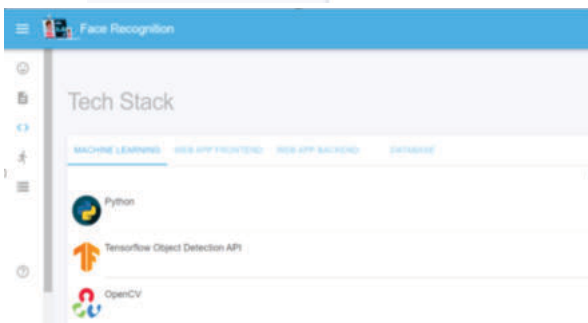 Face Recognition
Tech Stack
MACHINE LEARNING WEB APP FRONTEND WEB APP BACKEND DATABASE
Python
Tensorflow Object Detection API
OpenCV